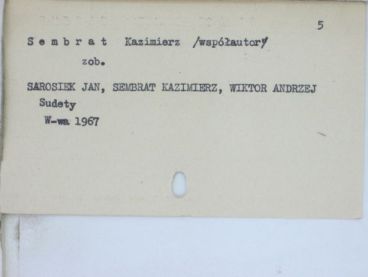 5
Sembrat Kazimierz /współautor/
zob.
SAROSIEK JAN, SEMBRAT KAZIMIERZ, WIKTOR ANDRZEJ
Sudety
W-wa 1967